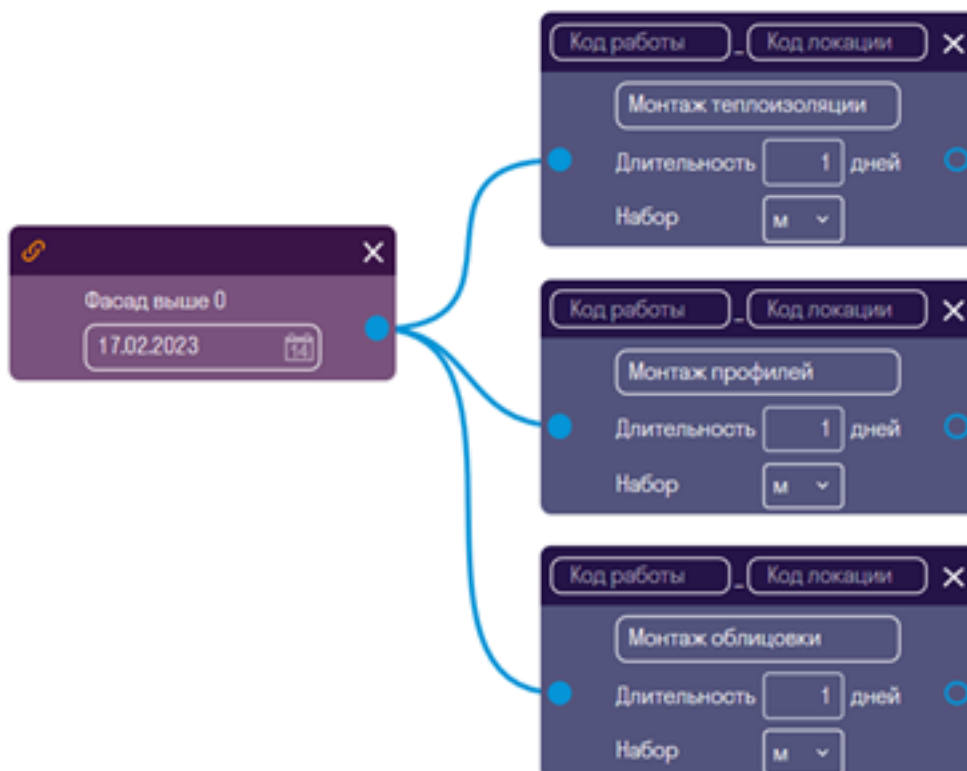 Код работы _ Код локации
Монтаж теплоизоляции
Длительность 1 дней
Набор м
Фасад выше 0
17.02.2023 14
Код работы _ Код локации
Монтаж профилей
Длительность 1 дней
Набор м
Код работы _ Код локации
Монтаж облицовки
Длительность 1 дней
Набор м